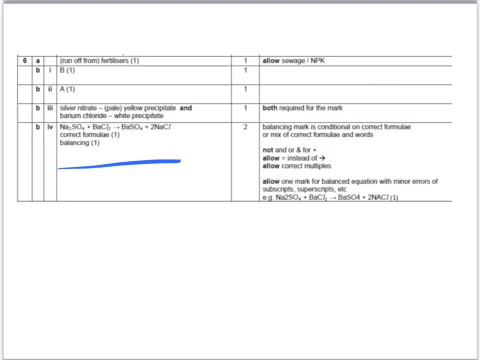 6 a (run off from) fertilisers (1) 1 allow sewage / NPK
b i B (1) 1
b ii A (1) 1
b iii silver nitrate – (pale) yellow precipitate and 1 both required for the mark
barium chloride – white precipitate
b iv Na₂SO₄ + BaCl₂ → BaSO₄ + 2NaCl 2 balancing mark is conditional on correct formulae
correct formulae (1) or mix of correct formulae and words
balancing (1)
not and or & for +
allow = instead of →
allow correct multiples
allow one mark for balanced equation with minor errors of
subscripts, superscripts, etc
e.g. Na2SO₄ + BaCl₂ → BaSO4 + 2NACl (1)